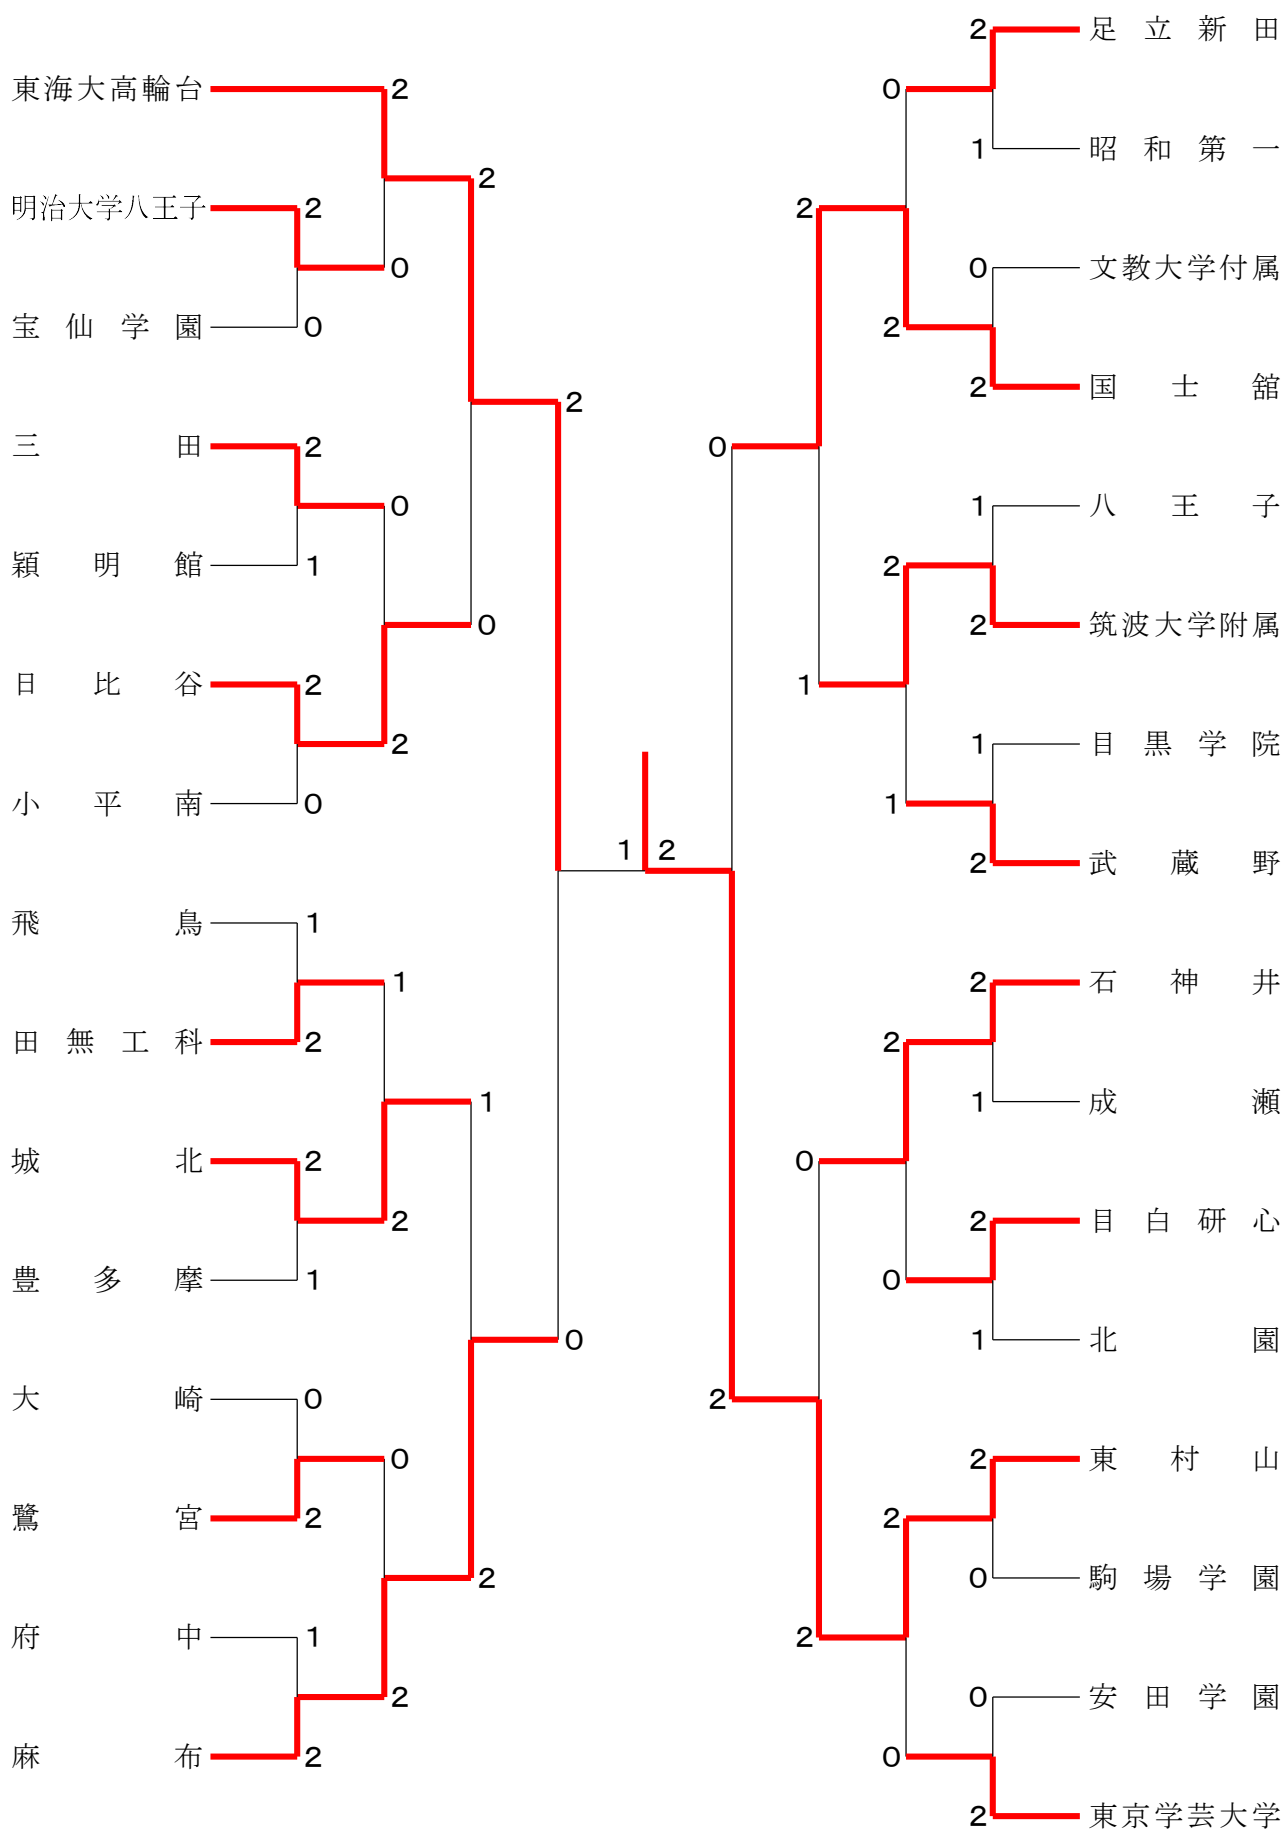 東海大高輪台 2
2
明治大学八王子 2
0
宝仙学園 0
2
三田 2
0
穎明館 1
0
日比谷 2
2
小平南 0
1 2
飛鳥 1
1
田無工科 2
1
城北 2
2
豊多摩 1
0
大崎 0
0
鷺宮 2
2
府中 1
2
麻布 2
2 足立新田
0
1 昭和第一
2
0 文教大学付属
2
2 国士舘
0
1 八王子
2
2 筑波大学附属
1
1 目黒学院
1
2 武蔵野
2 石神井
2
1 成瀬
0
2 目白研心
0
1 北園
2
2 東村山
2
0 駒場学園
2
0 安田学園
0
2 東京学芸大学